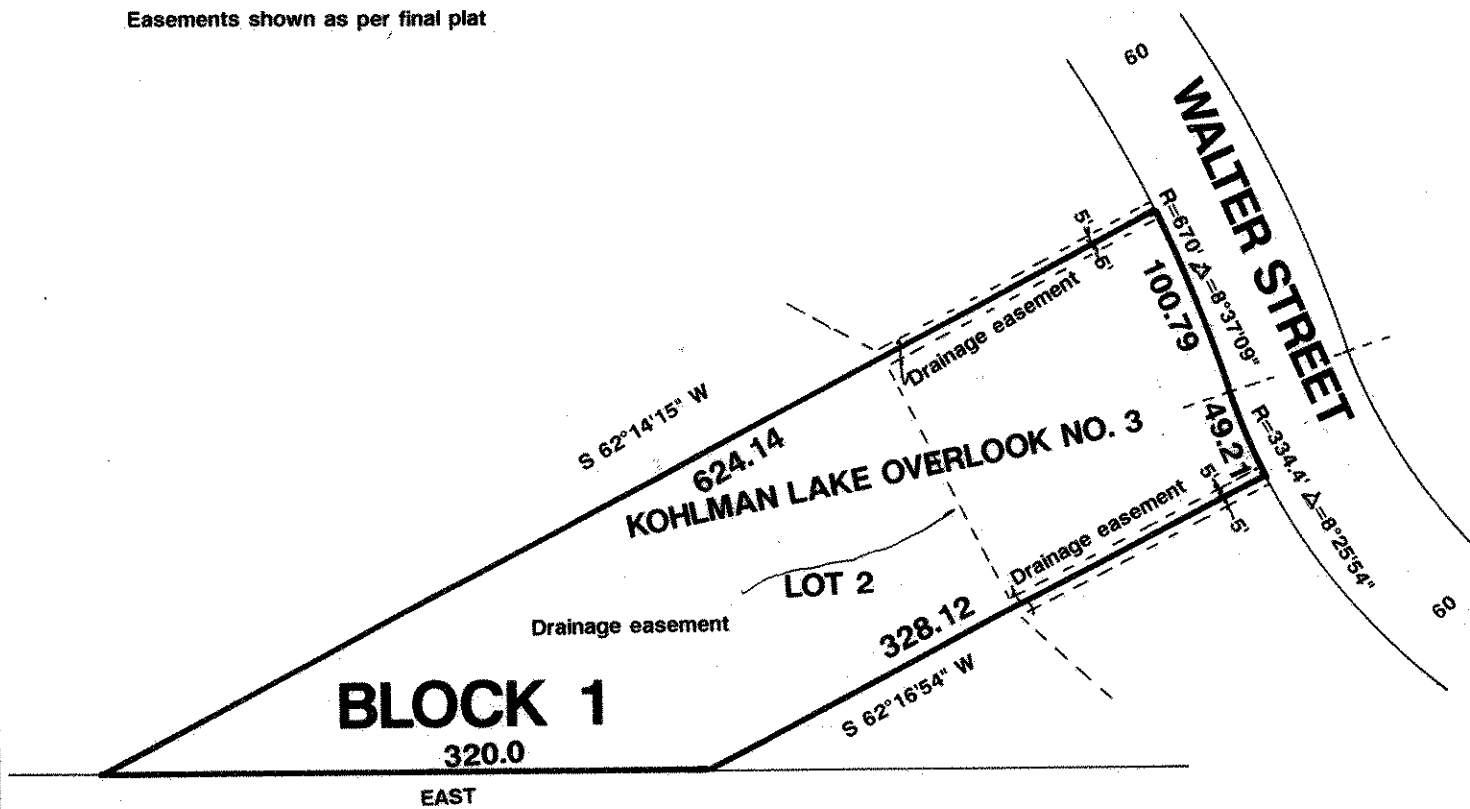 Easements shown as per final plat
60
WALTER STREET
R=670' Δ=8°37'09"
5'
5'
100.79
Drainage easement
S 62°14'15" W
624.14
KOHLMAN LAKE OVERLOOK NO. 3
49.21
R=334.4' Δ=8°25'54"
5'
5'
Drainage easement
LOT 2
328.12
Drainage easement
60
S 62°16'54" W
BLOCK 1
320.0
EAST